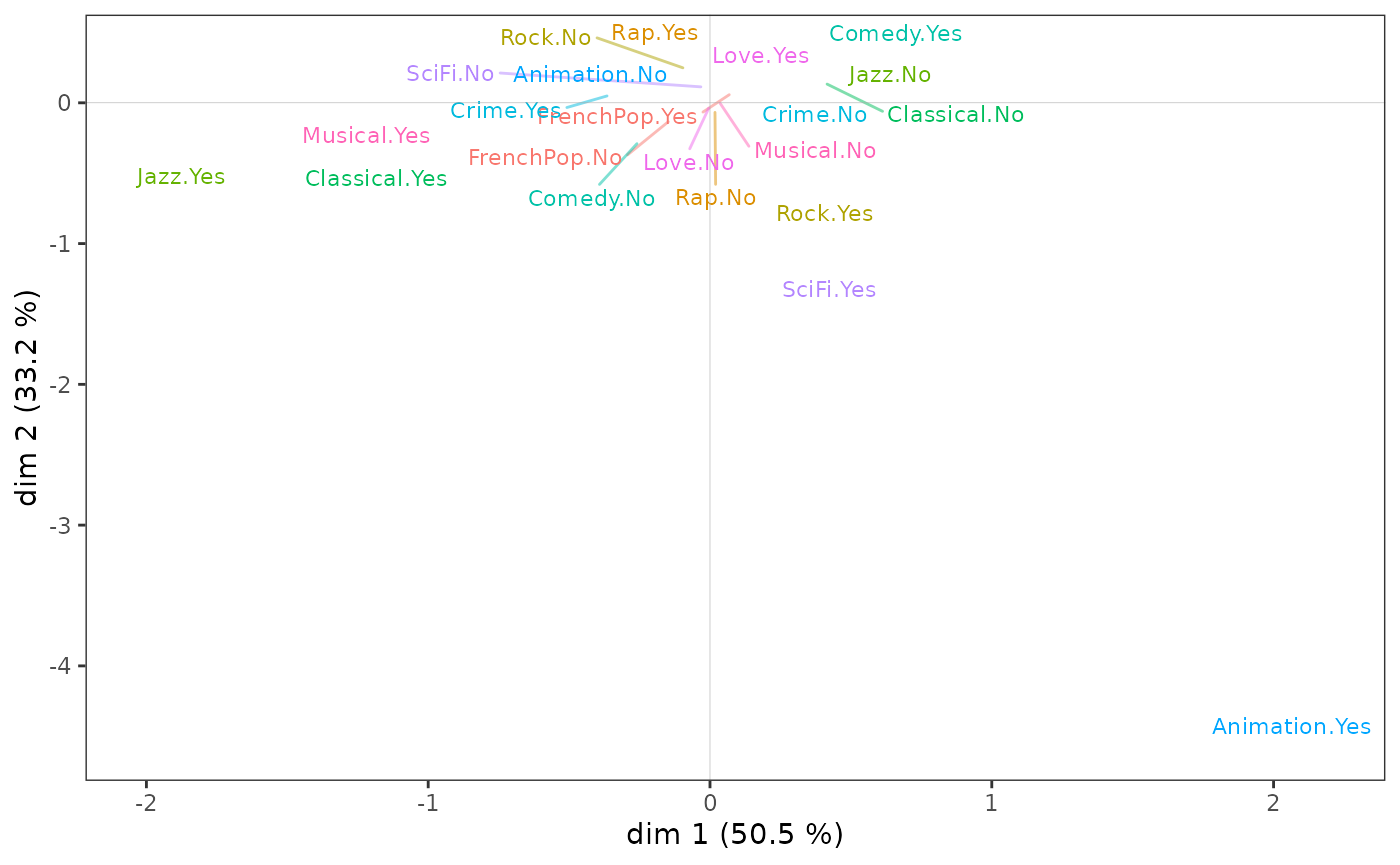 Rap.Yes
Comedy.Yes
Rock.No
Love.Yes
SciFi.No
Animation.No
Jazz.No
0
Crime.Yes
FrenchPop.Yes
Crime.No
Classical.No
Musical.Yes
Musical.No
FrenchPop.No
Love.No
Jazz.Yes
Classical.Yes
Comedy.No
Rap.No
Rock.Yes
-1
SciFi.Yes
-2
-3
-4
Animation.Yes
dim 2 (33.2 %)
-2
-1
0
1
2
dim 1 (50.5 %)